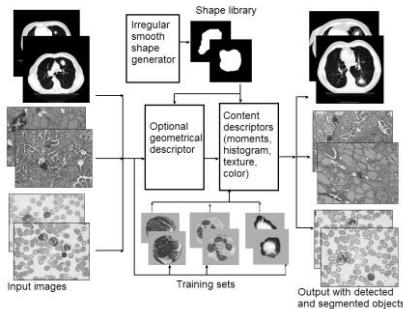 Shape library
Irregular
smooth
shape
generator
Optional
geometrical
descriptor
Content
descriptors
(moments,
histogram,
texture,
color)
Input images
Training sets
Output with detected
and segmented objects